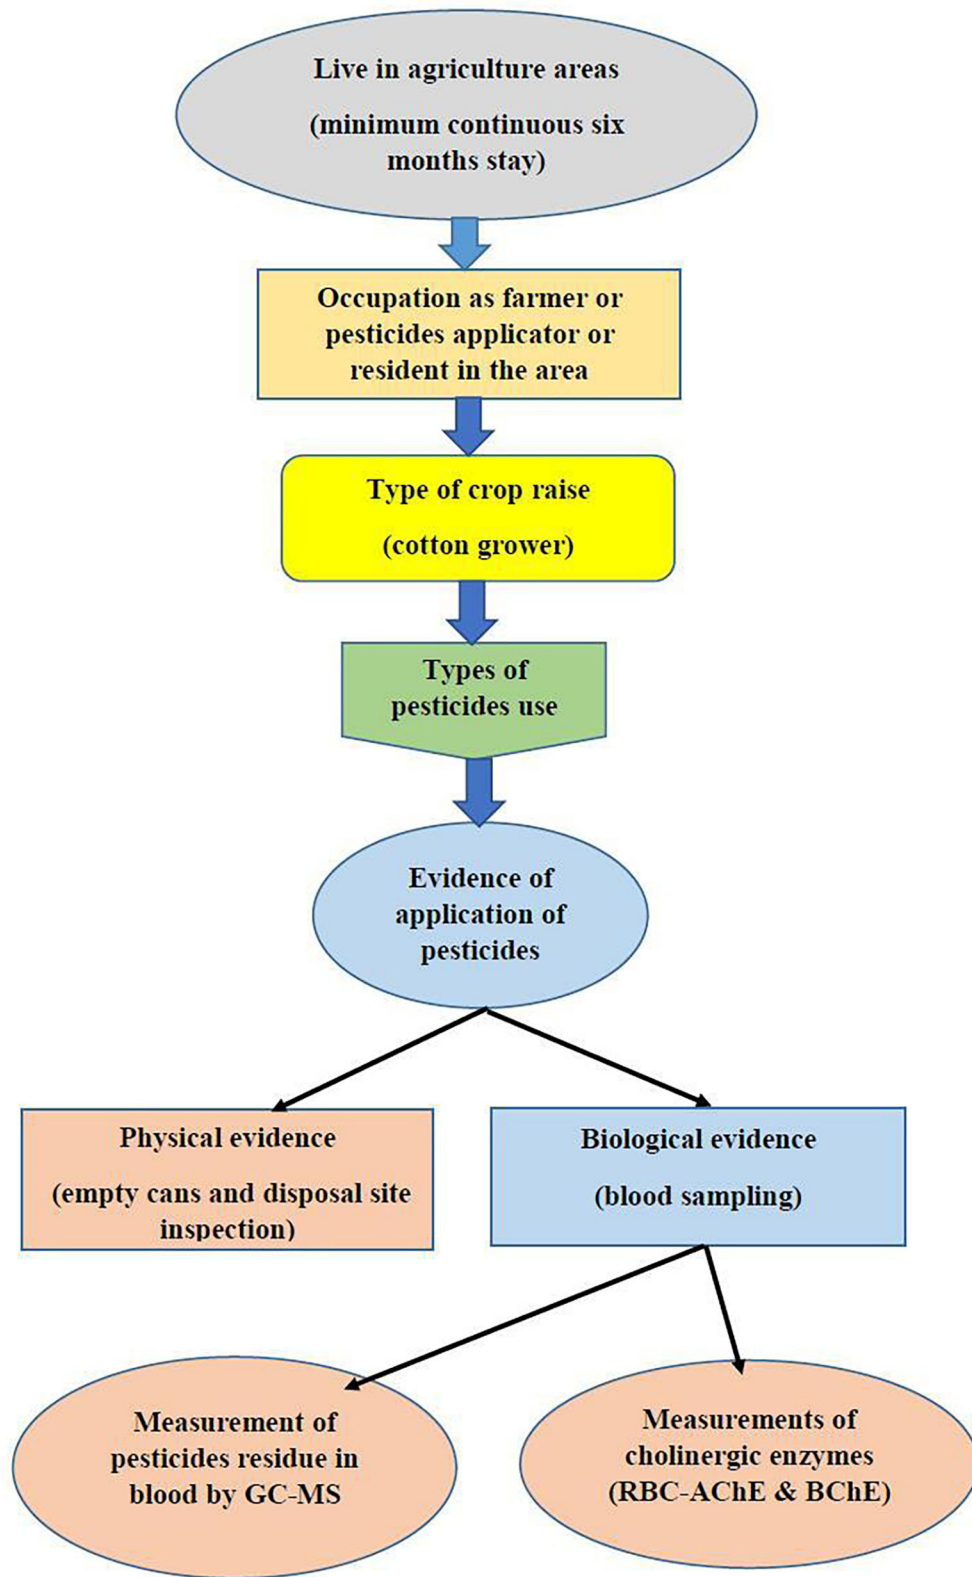 Live in agriculture areas
(minimum continuous six
months stay)
Occupation as farmer or
pesticides applicator or
resident in the area
Type of crop raise
(cotton grower)
Types of
pesticides use
Evidence of
application of
pesticides
Physical evidence
(empty cans and disposal site
inspection)
Biological evidence
(blood sampling)
Measurement of
pesticides residue in
blood by GC-MS
Measurements of
cholinergic enzymes
(RBC-AChE & BChE)